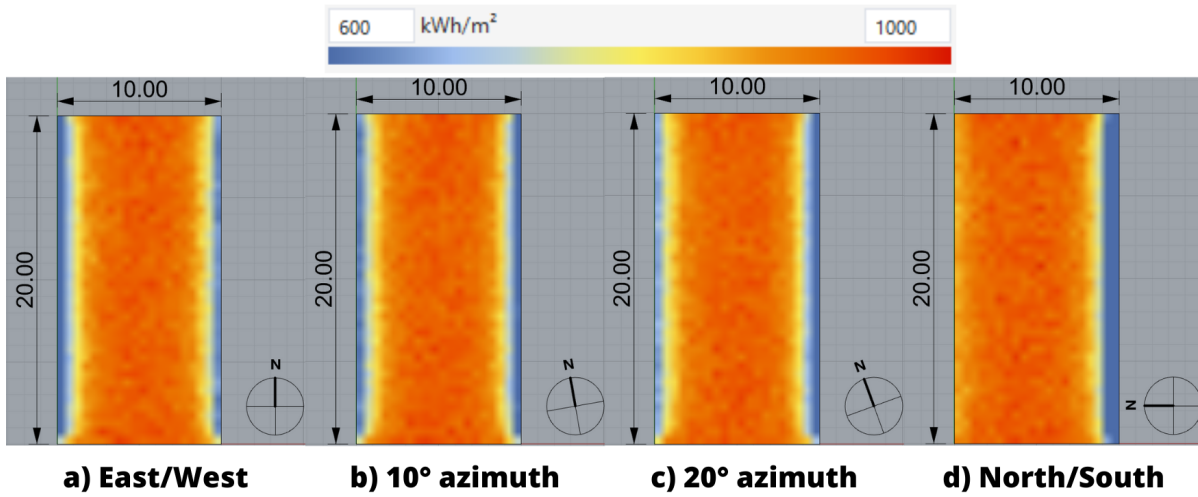 600 kWh/m² 1000
10.00 10.00 10.00 10.00
20.00 20.00 20.00 20.00
N N N N
a) East/West b) 10° azimuth c) 20° azimuth d) North/South